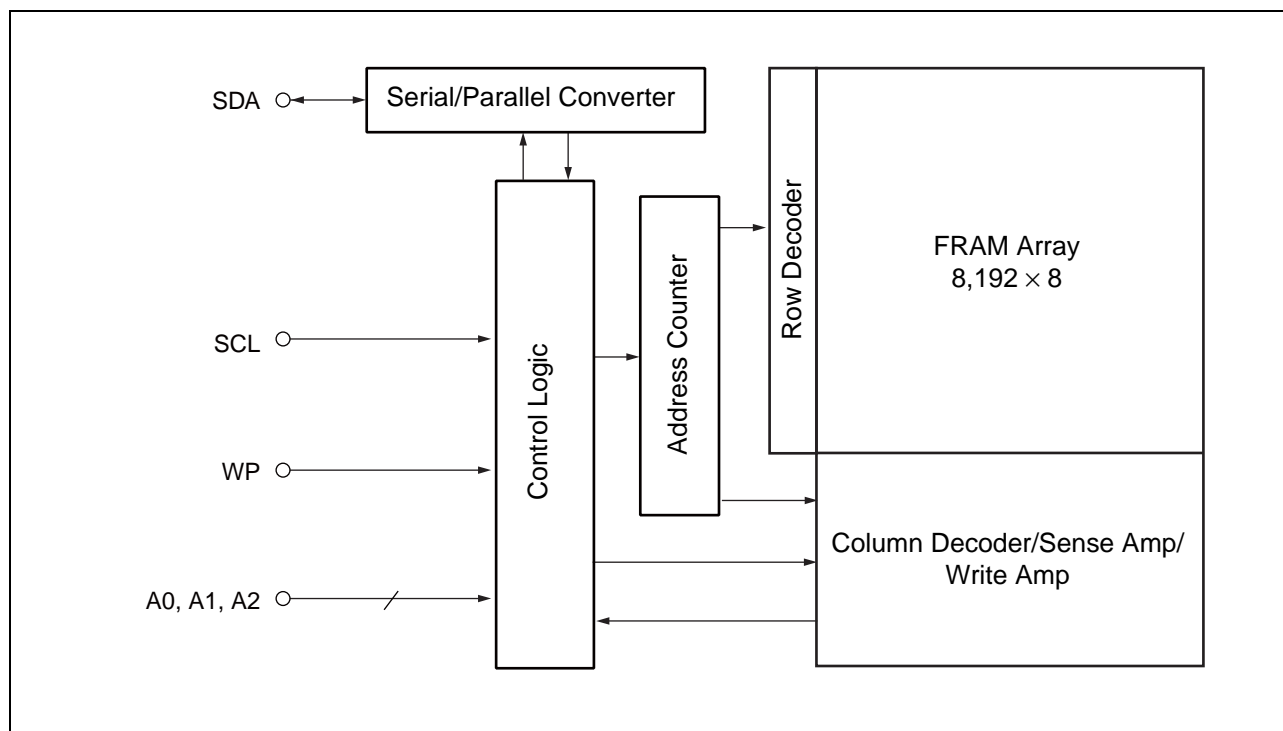 SDA
Serial/Parallel Converter
SCL
WP
A0, A1, A2
Control Logic
Address Counter
Row Decoder
FRAM Array
8,192 × 8
Column Decoder/Sense Amp/
Write Amp